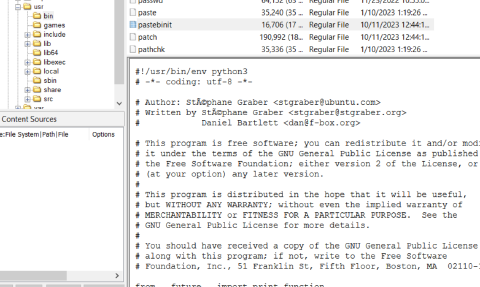 usr
bin
games
include
lib
lib64
libexec
local
sbin
share
src
var
Content Sources
e:File System|Path|File Options
passwd 64,152 (63 ... Regular File 11/23/2022 10:35:0...
paste 35,240 (35 ... Regular File 1/10/2023 1:19:26 ...
pastebinit 16,706 (17 ... Regular File 10/11/2023 12:44:1...
patch 190,992 (18... Regular File 10/11/2023 12:44:1...
pathchk 35,336 (35 ... Regular File 1/10/2023 1:19:26 ...
#!/usr/bin/env python3
# -*- coding: utf-8 -*-
# Author: StÃ©phane Graber <stgraber@ubuntu.com>
# Written by StÃ©phane Graber <stgraber@stgraber.org>
# Daniel Bartlett <dan@f-box.org>
# This program is free software; you can redistribute it and/or modi
# it under the terms of the GNU General Public License as published
# the Free Software Foundation; either version 2 of the License, or
# (at your option) any later version.
#
# This program is distributed in the hope that it will be useful,
# but WITHOUT ANY WARRANTY; without even the implied warranty of
# MERCHANTABILITY or FITNESS FOR A PARTICULAR PURPOSE. See the
# GNU General Public License for more details.
#
# You should have received a copy of the GNU General Public License
# along with this program; if not, write to the Free Software
# Foundation, Inc., 51 Franklin St, Fifth Floor, Boston, MA 02110-1
from __future__ import print_function